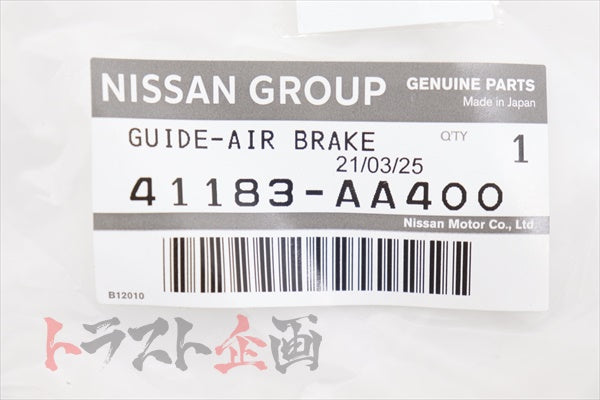 NISSAN GROUP
GENUINE PARTS
Made in Japan
GUIDE-AIR BRAKE
Q'TY
1
21/03/25
41183-AA400
Nissan Motor Co., Ltd.
B12010
トラスト企画